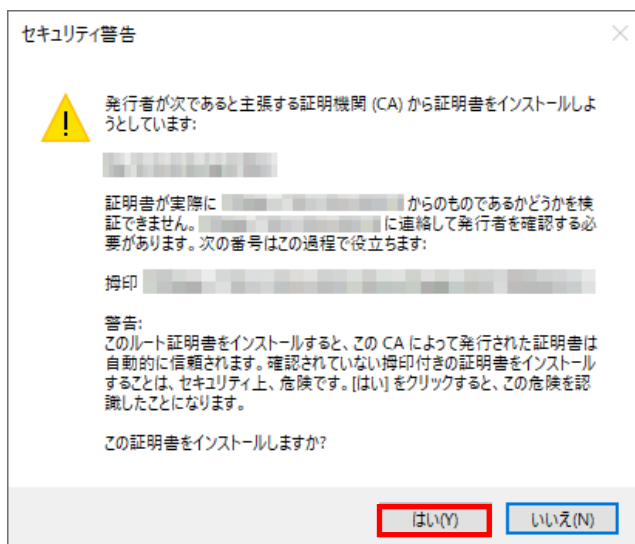 セキュリティ警告
発行者が次であると主張する証明機関 (CA) から証明書をインストールしよ
うとしています:
証明書が実際に からのものであるかどうかを検
証できません。 に連絡して発行者を確認する必
要があります。次の番号はこの過程で役立ちます:
拇印
警告:
このルート証明書をインストールすると、この CA によって発行された証明書は
自動的に信頼されます。確認されていない拇印付きの証明書をインストール
することは、セキュリティ上、危険です。[はい] をクリックすると、この危険を認
識したことになります。
この証明書をインストールしますか?
はい(Y)
いいえ(N)